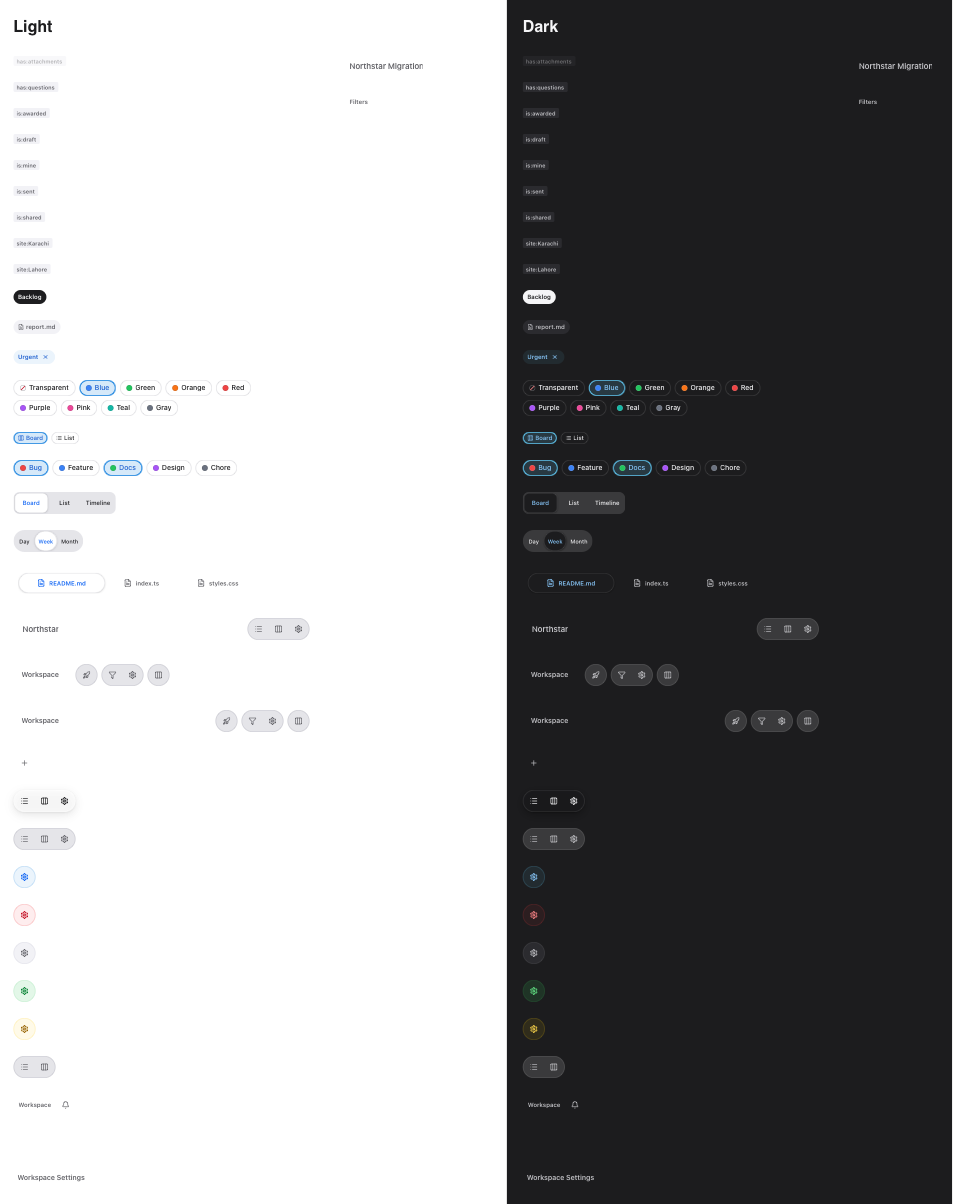 Light
has:attachments
Northstar Migration
has:questions
Filters
is:awarded
is:draft
is:mine
is:sent
is:shared
site:Karachi
site:Lahore
Backlog
report.md
Urgent
Transparent Blue Green Orange Red
Purple Pink Teal Gray
Board List
Bug Feature Docs Design Chore
Board List Timeline
Day Week Month
README.md index.ts styles.css
Northstar
Workspace
Workspace
Workspace
Workspace Settings
Dark
has:attachments
Northstar Migration
has:questions
Filters
is:awarded
is:draft
is:mine
is:sent
is:shared
site:Karachi
site:Lahore
Backlog
report.md
Urgent
Transparent Blue Green Orange Red
Purple Pink Teal Gray
Board List
Bug Feature Docs Design Chore
Board List Timeline
Day Week Month
README.md index.ts styles.css
Northstar
Workspace
Workspace
Workspace
Workspace Settings